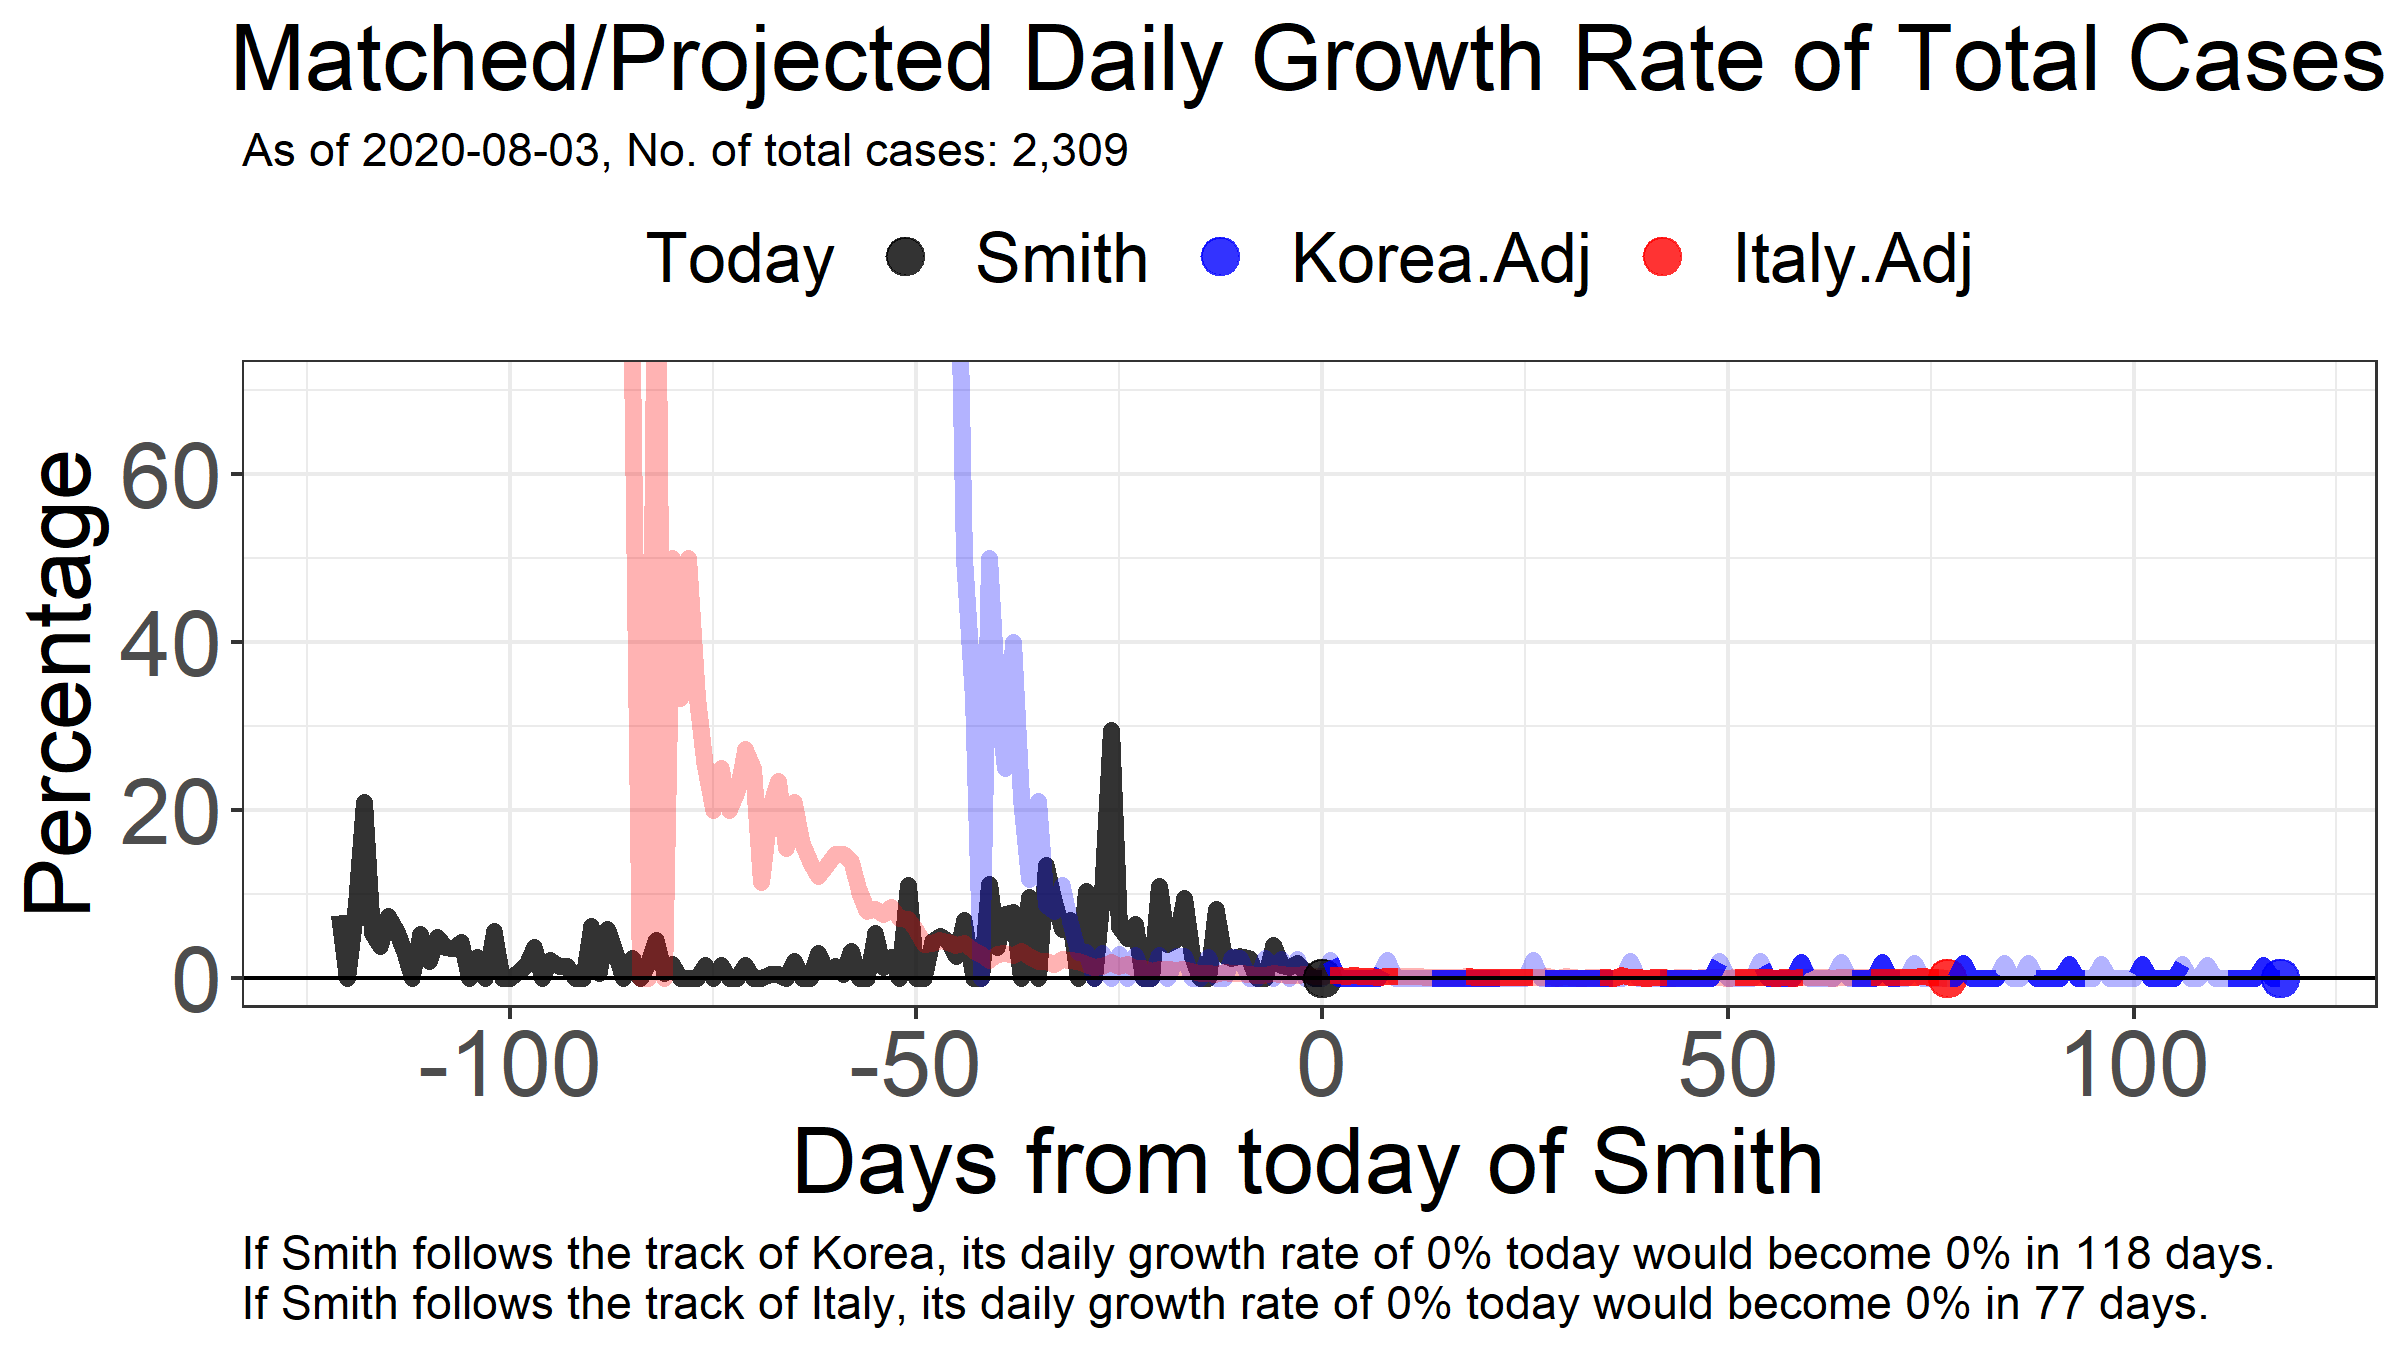 Matched/Projected Daily Growth Rate of Total Cases
As of 2020-08-03, No. of total cases: 2,309
Today Smith Korea.Adj Italy.Adj
Percentage
60
40
20
0
-100 -50 0 50 100
Days from today of Smith
If Smith follows the track of Korea, its daily growth rate of 0% today would become 0% in 118 days.
If Smith follows the track of Italy, its daily growth rate of 0% today would become 0% in 77 days.